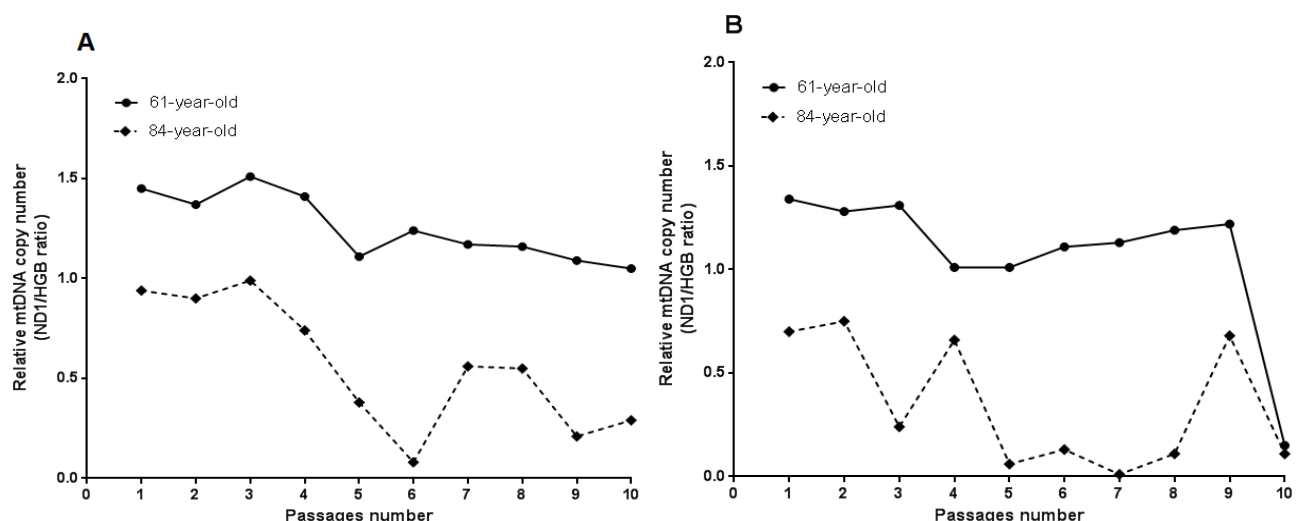 A
2.0
61-year-old
84-year-old
1.5
1.0
0.5
0.0
Relative mtDNA copy number
(ND1/HGB ratio)
0 1 2 3 4 5 6 7 8 9 10
Passages number
B
2.0
61-year-old
84-year-old
1.5
1.0
0.5
0.0
Relative mtDNA copy number
(ND1/HGB ratio)
0 1 2 3 4 5 6 7 8 9 10
Passages number